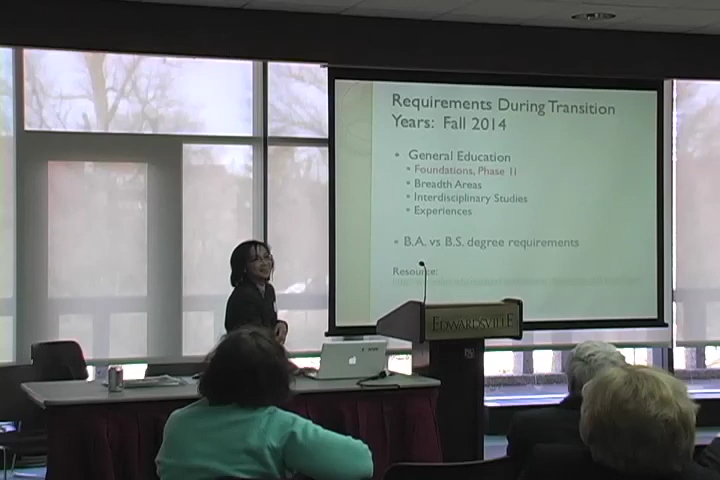 Requirements During Transition
Years: Fall 2014
• General Education
• Foundations, Phase 1i
• Breadth Areas
• Interdisciplinary Studies
• Experiences
• B.A. vs B.S. degree requirements
Resource:
EDWARDSVILLE